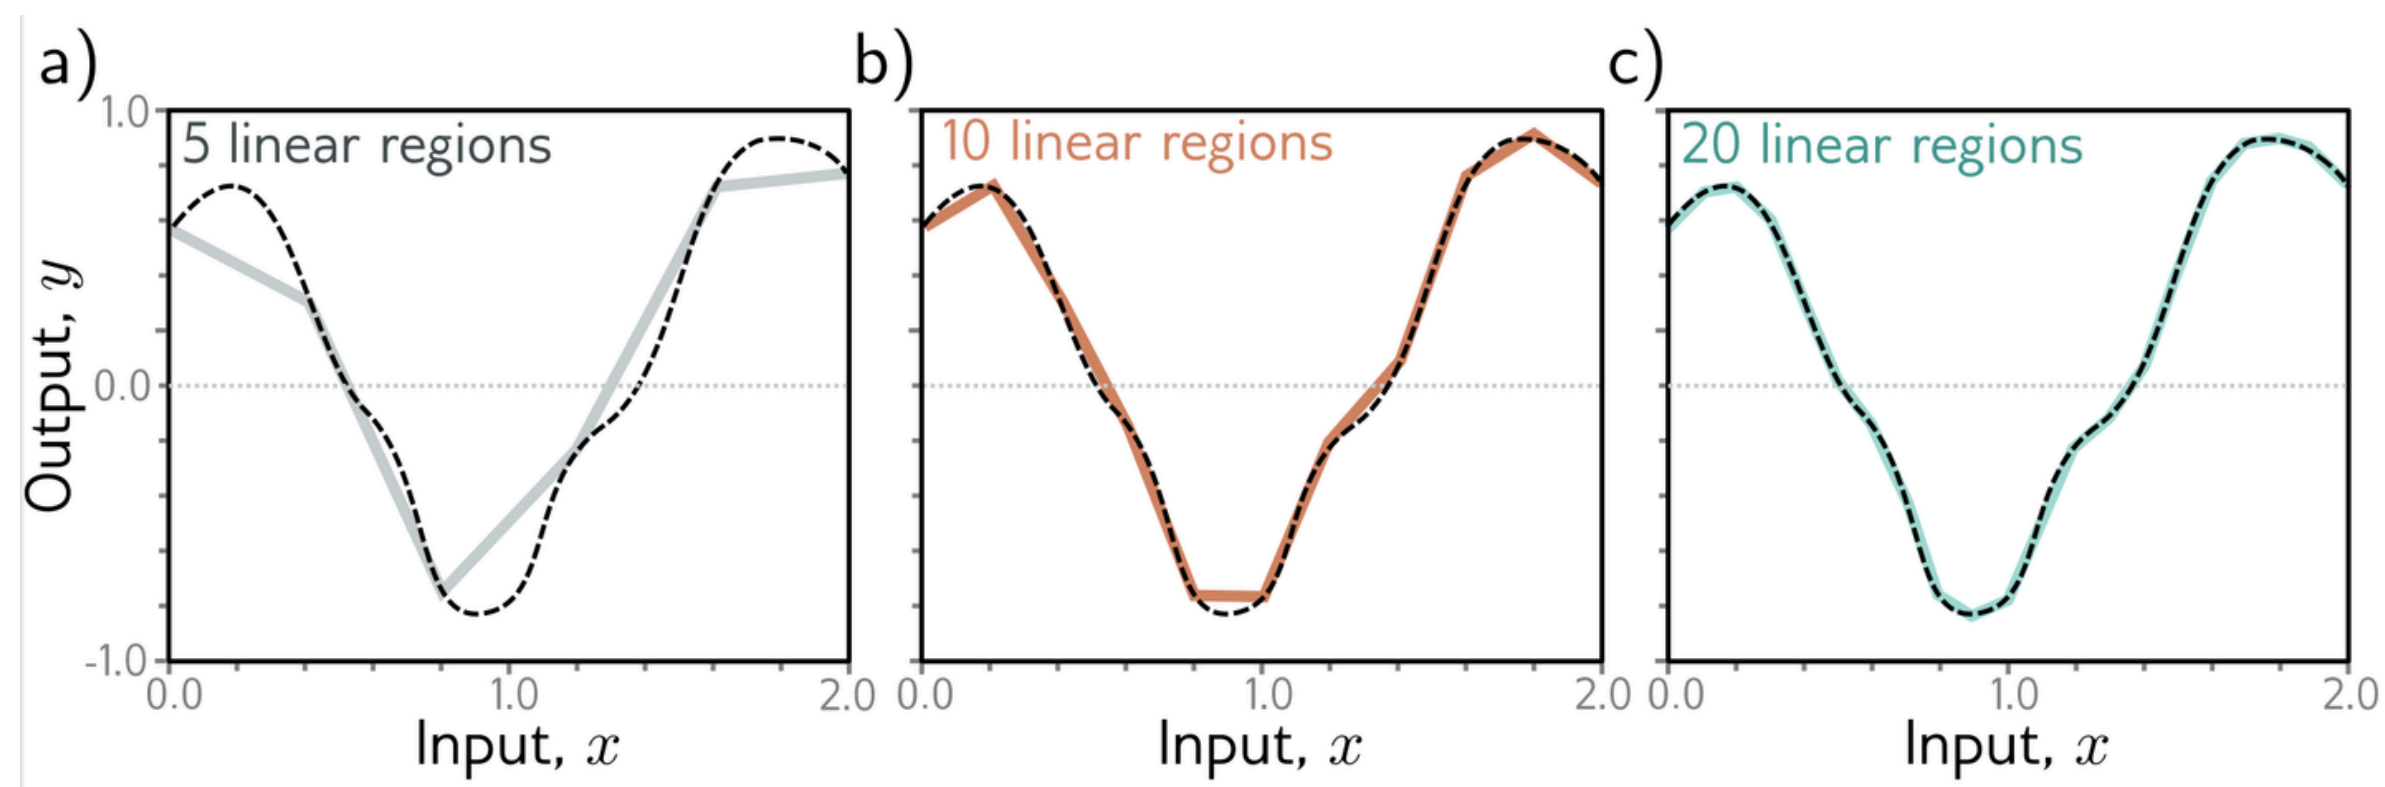 a)
5 linear regions
1.0
0.0
-1.0
Output, y
0.0 1.0 2.0
Input, x
b)
10 linear regions
0.0 1.0 2.0
Input, x
c)
20 linear regions
0.0 1.0 2.0
Input, x